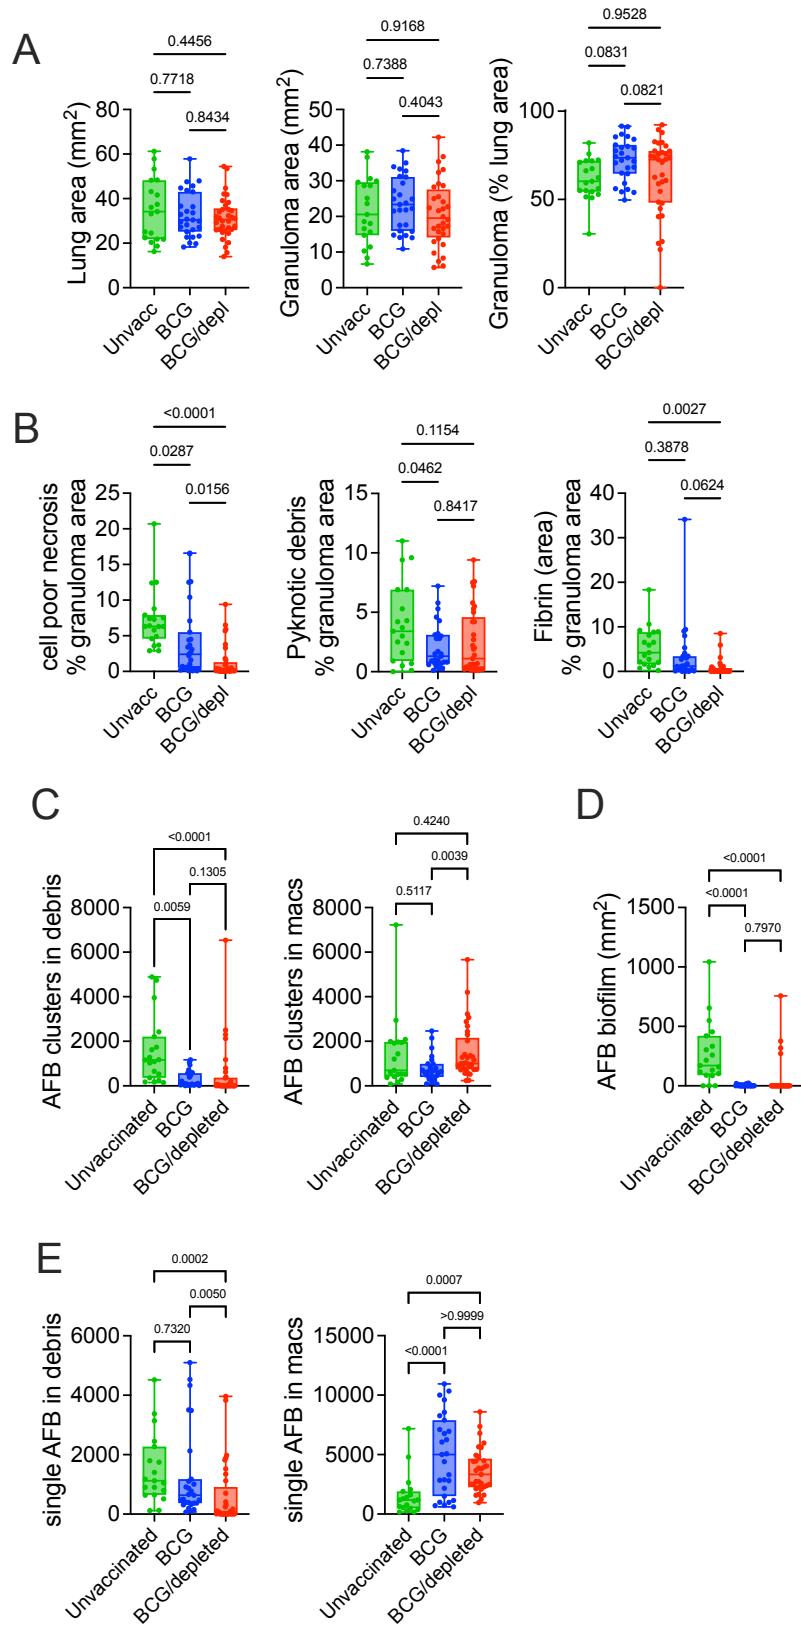 A
0.4456
0.7718
0.8434
Lung area (mm²)
80
60
40
20
0
Unvacc
BCG
BCG/depl
0.9168
0.7388
0.4043
Granuloma area (mm²)
50
40
30
20
10
0
Unvacc
BCG
BCG/depl
0.9528
0.0831
0.0821
Granuloma (% lung area)
100
50
0
Unvacc
BCG
BCG/depl
B
<0.0001
0.0287
0.0156
cell poor necrosis
% granuloma area
25
20
15
10
5
0
Unvacc
BCG
BCG/depl
0.1154
0.0462
0.8417
Pyknotic debris
% granuloma area
15
10
5
0
Unvacc
BCG
BCG/depl
0.0027
0.3878
0.0624
Fibrin (area)
% granuloma area
40
30
20
10
0
Unvacc
BCG
BCG/depl
C
<0.0001
0.1305
0.0059
AFB clusters in debris
8000
6000
4000
2000
0
Unvaccinated
BCG
BCG/depleted
0.4240
0.0039
0.5117
AFB clusters in macs
8000
6000
4000
2000
0
Unvaccinated
BCG
BCG/depleted
D
<0.0001
<0.0001
0.7970
AFB biofilm (mm²)
1500
1000
500
0
Unvaccinated
BCG
BCG/depleted
E
0.0002
0.0050
0.7320
single AFB in debris
6000
4000
2000
0
Unvaccinated
BCG
BCG/depleted
0.0007
>0.9999
<0.0001
single AFB in macs
15000
10000
5000
0
Unvaccinated
BCG
BCG/depleted